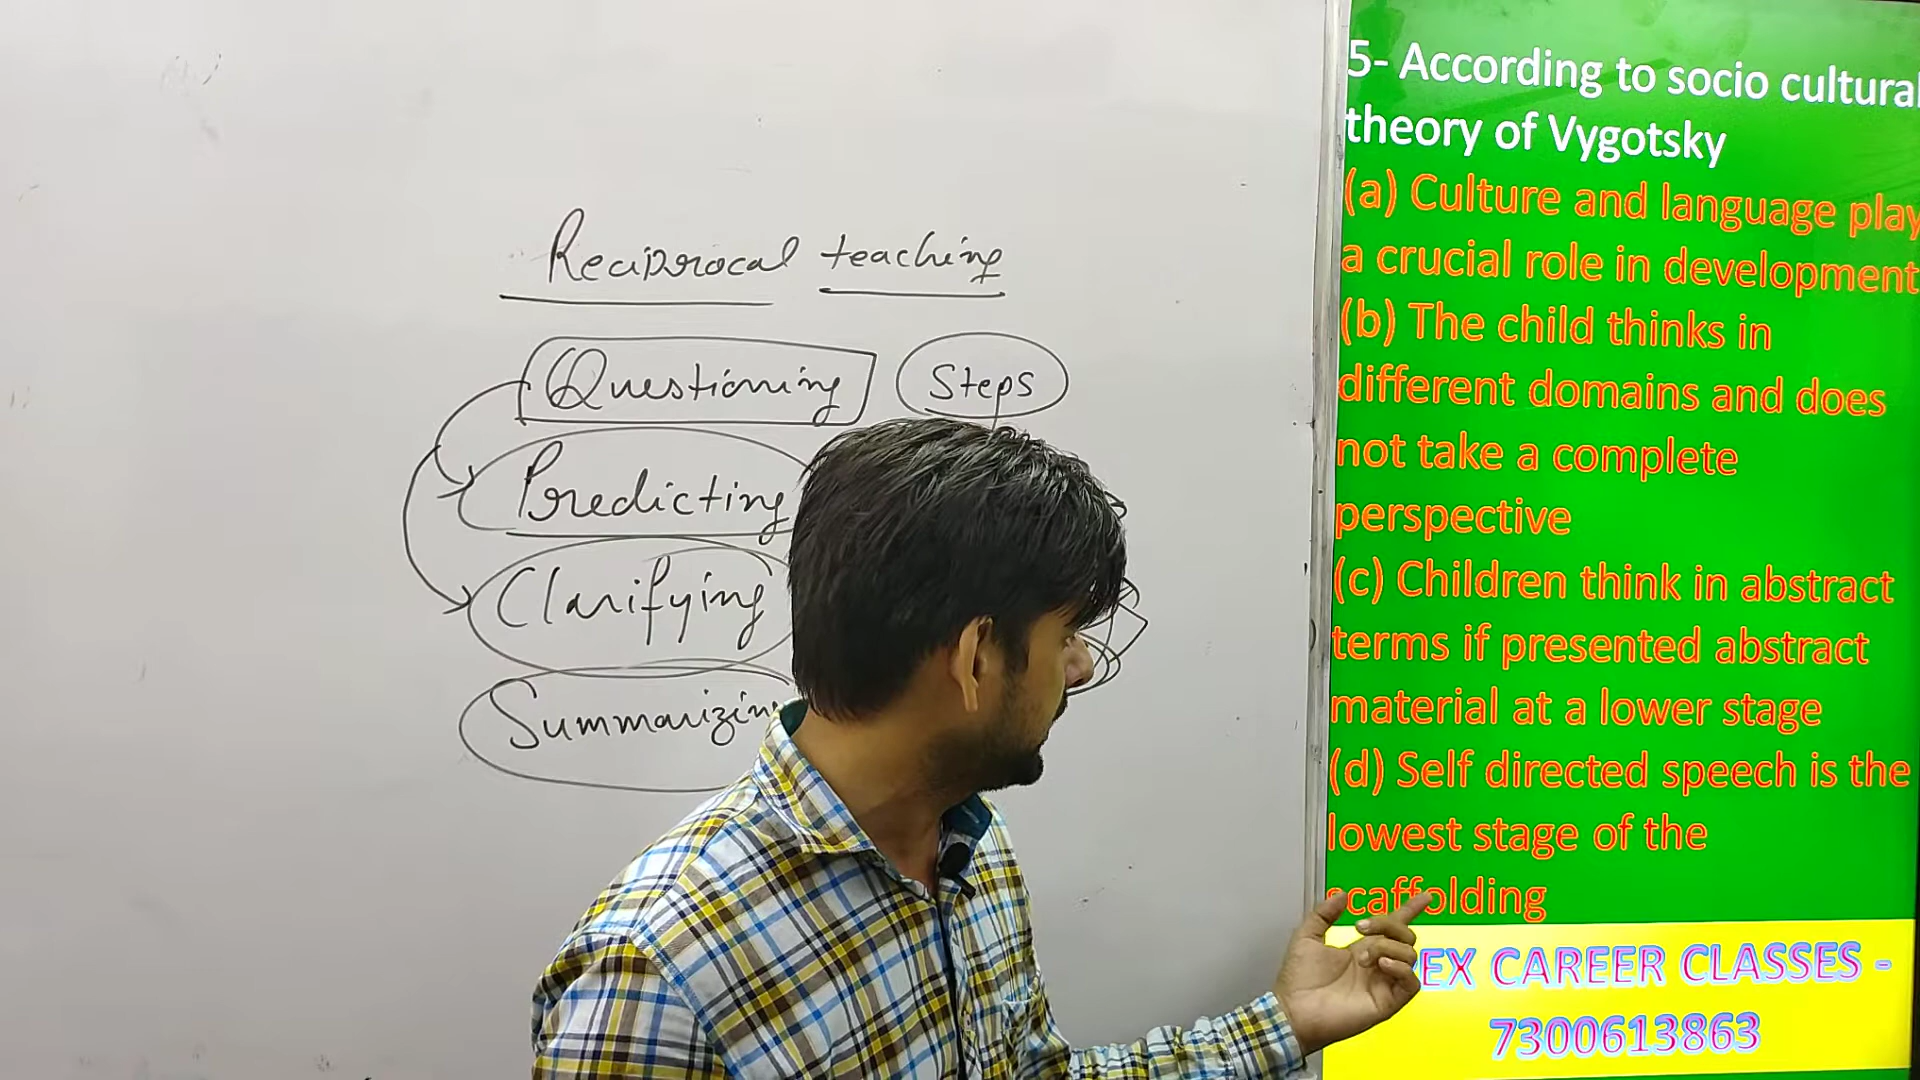 Reciprocal teaching
Questioning Steps
Predicting
Clarifying
5- According to socio cultural
theory of Vygotsky
(a) Culture and language play
a crucial role in development
(b) The child thinks in
different domains and does
not take a complete
perspective
(c) Children think in abstract
terms if presented abstract
material at a lower stage
(d) Self directed speech is the
lowest stage of the
scaffolding
CAREER CLASSES -
7300613863